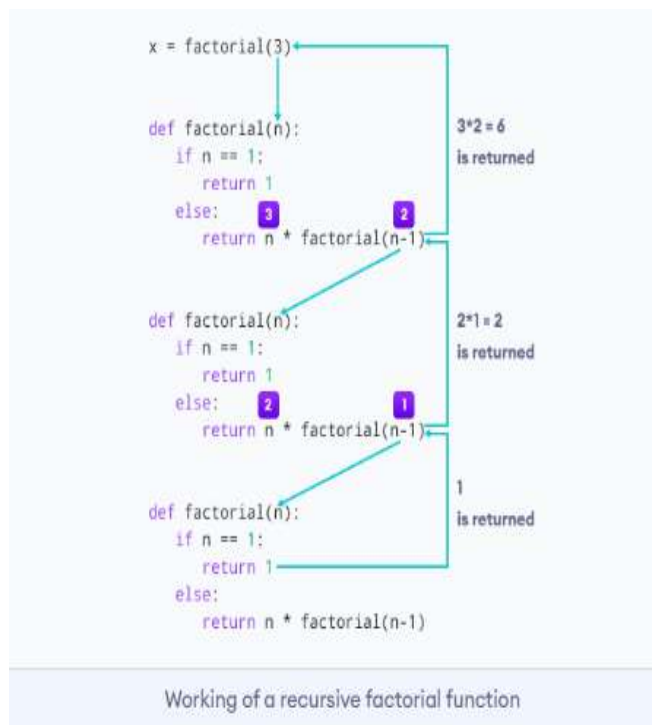 x = factorial(3)
def factorial(n):
if n == 1:
return 1
else:
3 2
return n * factorial(n-1)
3*2 = 6
is returned
def factorial(n):
if n == 1:
return 1
else:
2 1
return n * factorial(n-1)
2*1 = 2
is returned
def factorial(n):
if n == 1:
return 1
else:
return n * factorial(n-1)
1
is returned
Working of a recursive factorial function